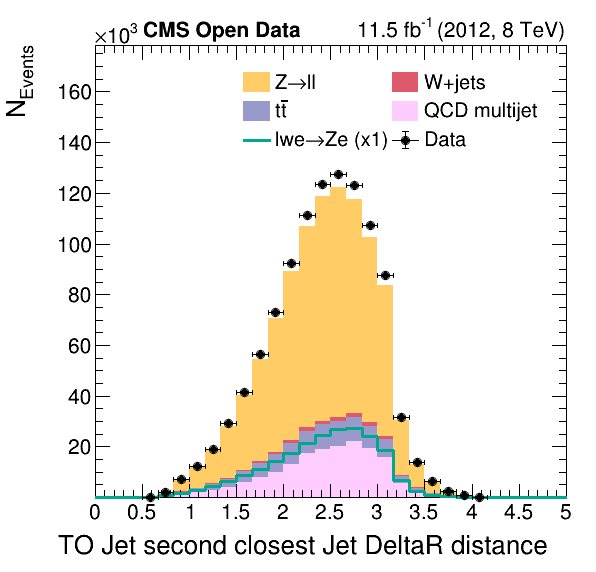 ×10³ CMS Open Data 11.5 fb⁻¹ (2012, 8 TeV)
N_Events
Z→ll W+jets
tt̄ QCD multijet
lwe→Ze (x1) Data
160
140
120
100
80
60
40
20
0 0.5 1 1.5 2 2.5 3 3.5 4 4.5 5
TO Jet second closest Jet DeltaR distance